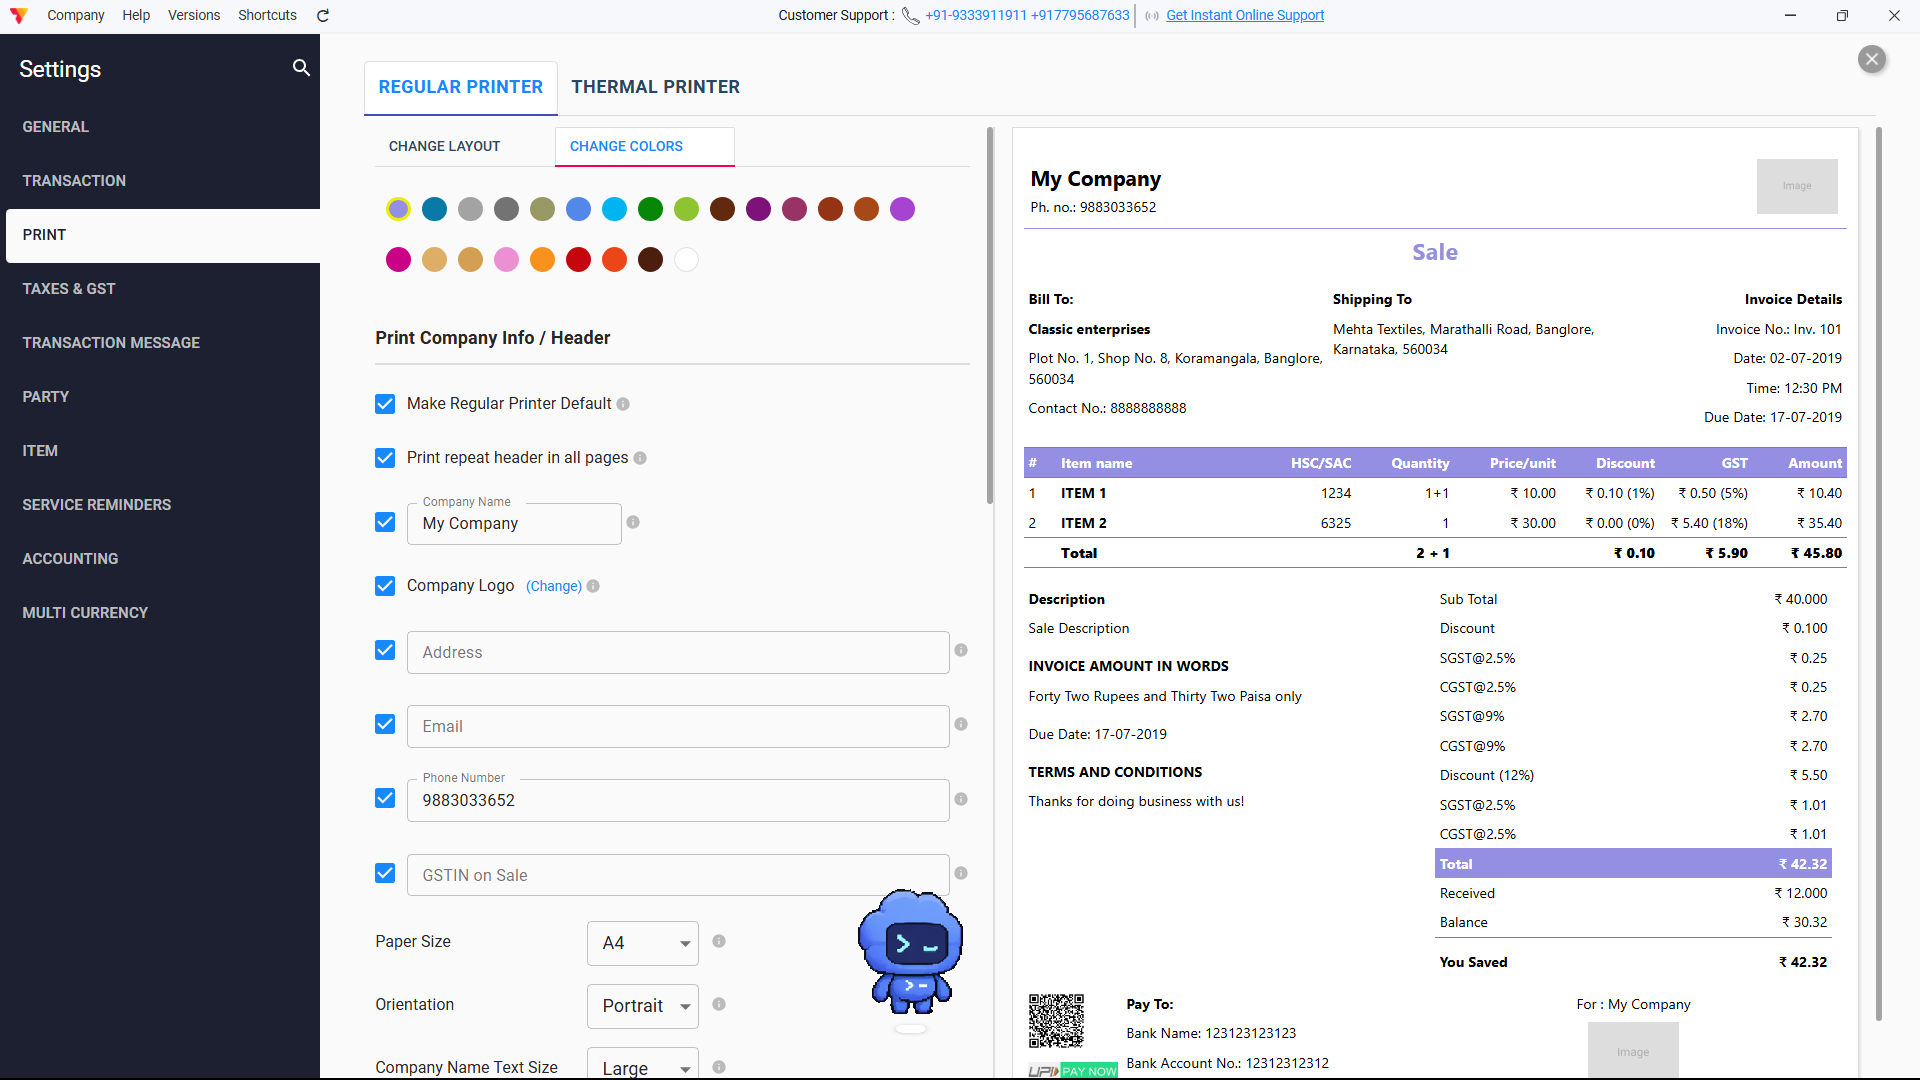 Company Help Versions Shortcuts
Customer Support : +91-9333911911 +917795687633 Get Instant Online Support
Settings
GENERAL
TRANSACTION
PRINT
TAXES & GST
TRANSACTION MESSAGE
PARTY
ITEM
SERVICE REMINDERS
ACCOUNTING
MULTI CURRENCY
REGULAR PRINTER THERMAL PRINTER
CHANGE LAYOUT CHANGE COLORS
Print Company Info / Header
Make Regular Printer Default
Print repeat header in all pages
Company Name
My Company
Company Logo (Change)
Address
Email
Phone Number
9883033652
GSTIN on Sale
Paper Size A4
Orientation Portrait
Company Name Text Size Large
My Company
Image
Ph. no.: 9883033652
Sale
Bill To: Shipping To Invoice Details
Classic enterprises Mehta Textiles, Marathalli Road, Banglore, Invoice No.: Inv. 101
Karnataka, 560034
Plot No. 1, Shop No. 8, Koramangala, Banglore, Date: 02-07-2019
560034 Time: 12:30 PM
Contact No.: 8888888888 Due Date: 17-07-2019
# Item name HSC/SAC Quantity Price/unit Discount GST Amount
1 ITEM 1 1234 1+1 ₹ 10.00 ₹ 0.10 (1%) ₹ 0.50 (5%) ₹ 10.40
2 ITEM 2 6325 1 ₹ 30.00 ₹ 0.00 (0%) ₹ 5.40 (18%) ₹ 35.40
Total 2 + 1 ₹ 0.10 ₹ 5.90 ₹ 45.80
Description
Sale Description
INVOICE AMOUNT IN WORDS
Forty Two Rupees and Thirty Two Paisa only
Due Date: 17-07-2019
TERMS AND CONDITIONS
Thanks for doing business with us!
Sub Total ₹ 40.000
Discount ₹ 0.100
SGST@2.5% ₹ 0.25
CGST@2.5% ₹ 0.25
SGST@9% ₹ 2.70
CGST@9% ₹ 2.70
Discount (12%) ₹ 5.50
SGST@2.5% ₹ 1.01
CGST@2.5% ₹ 1.01
Total ₹ 42.32
Received ₹ 12.000
Balance ₹ 30.32
You Saved ₹ 42.32
Pay To:
Bank Name: 123123123123
Bank Account No.: 12312312312
UPI PAY NOW
For : My Company
Image